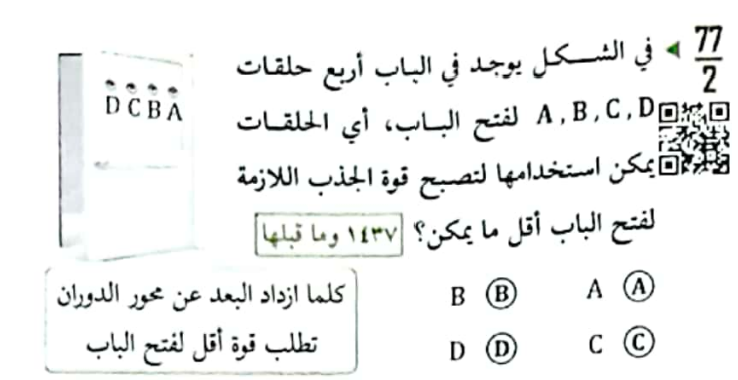 77
2
في الشكل يوجد في الباب أربع حلقات
A, B, C, D لفتح الباب، أي الحلقات
يمكن استخدامها لتصبح قوة الجذب اللازمة
لفتح الباب أقل ما يمكن؟ ١٤٣٧ وما قبلها
D C B A
A A
B B
C C
D D
كلما ازداد البعد عن محور الدوران
تطلب قوة أقل لفتح الباب